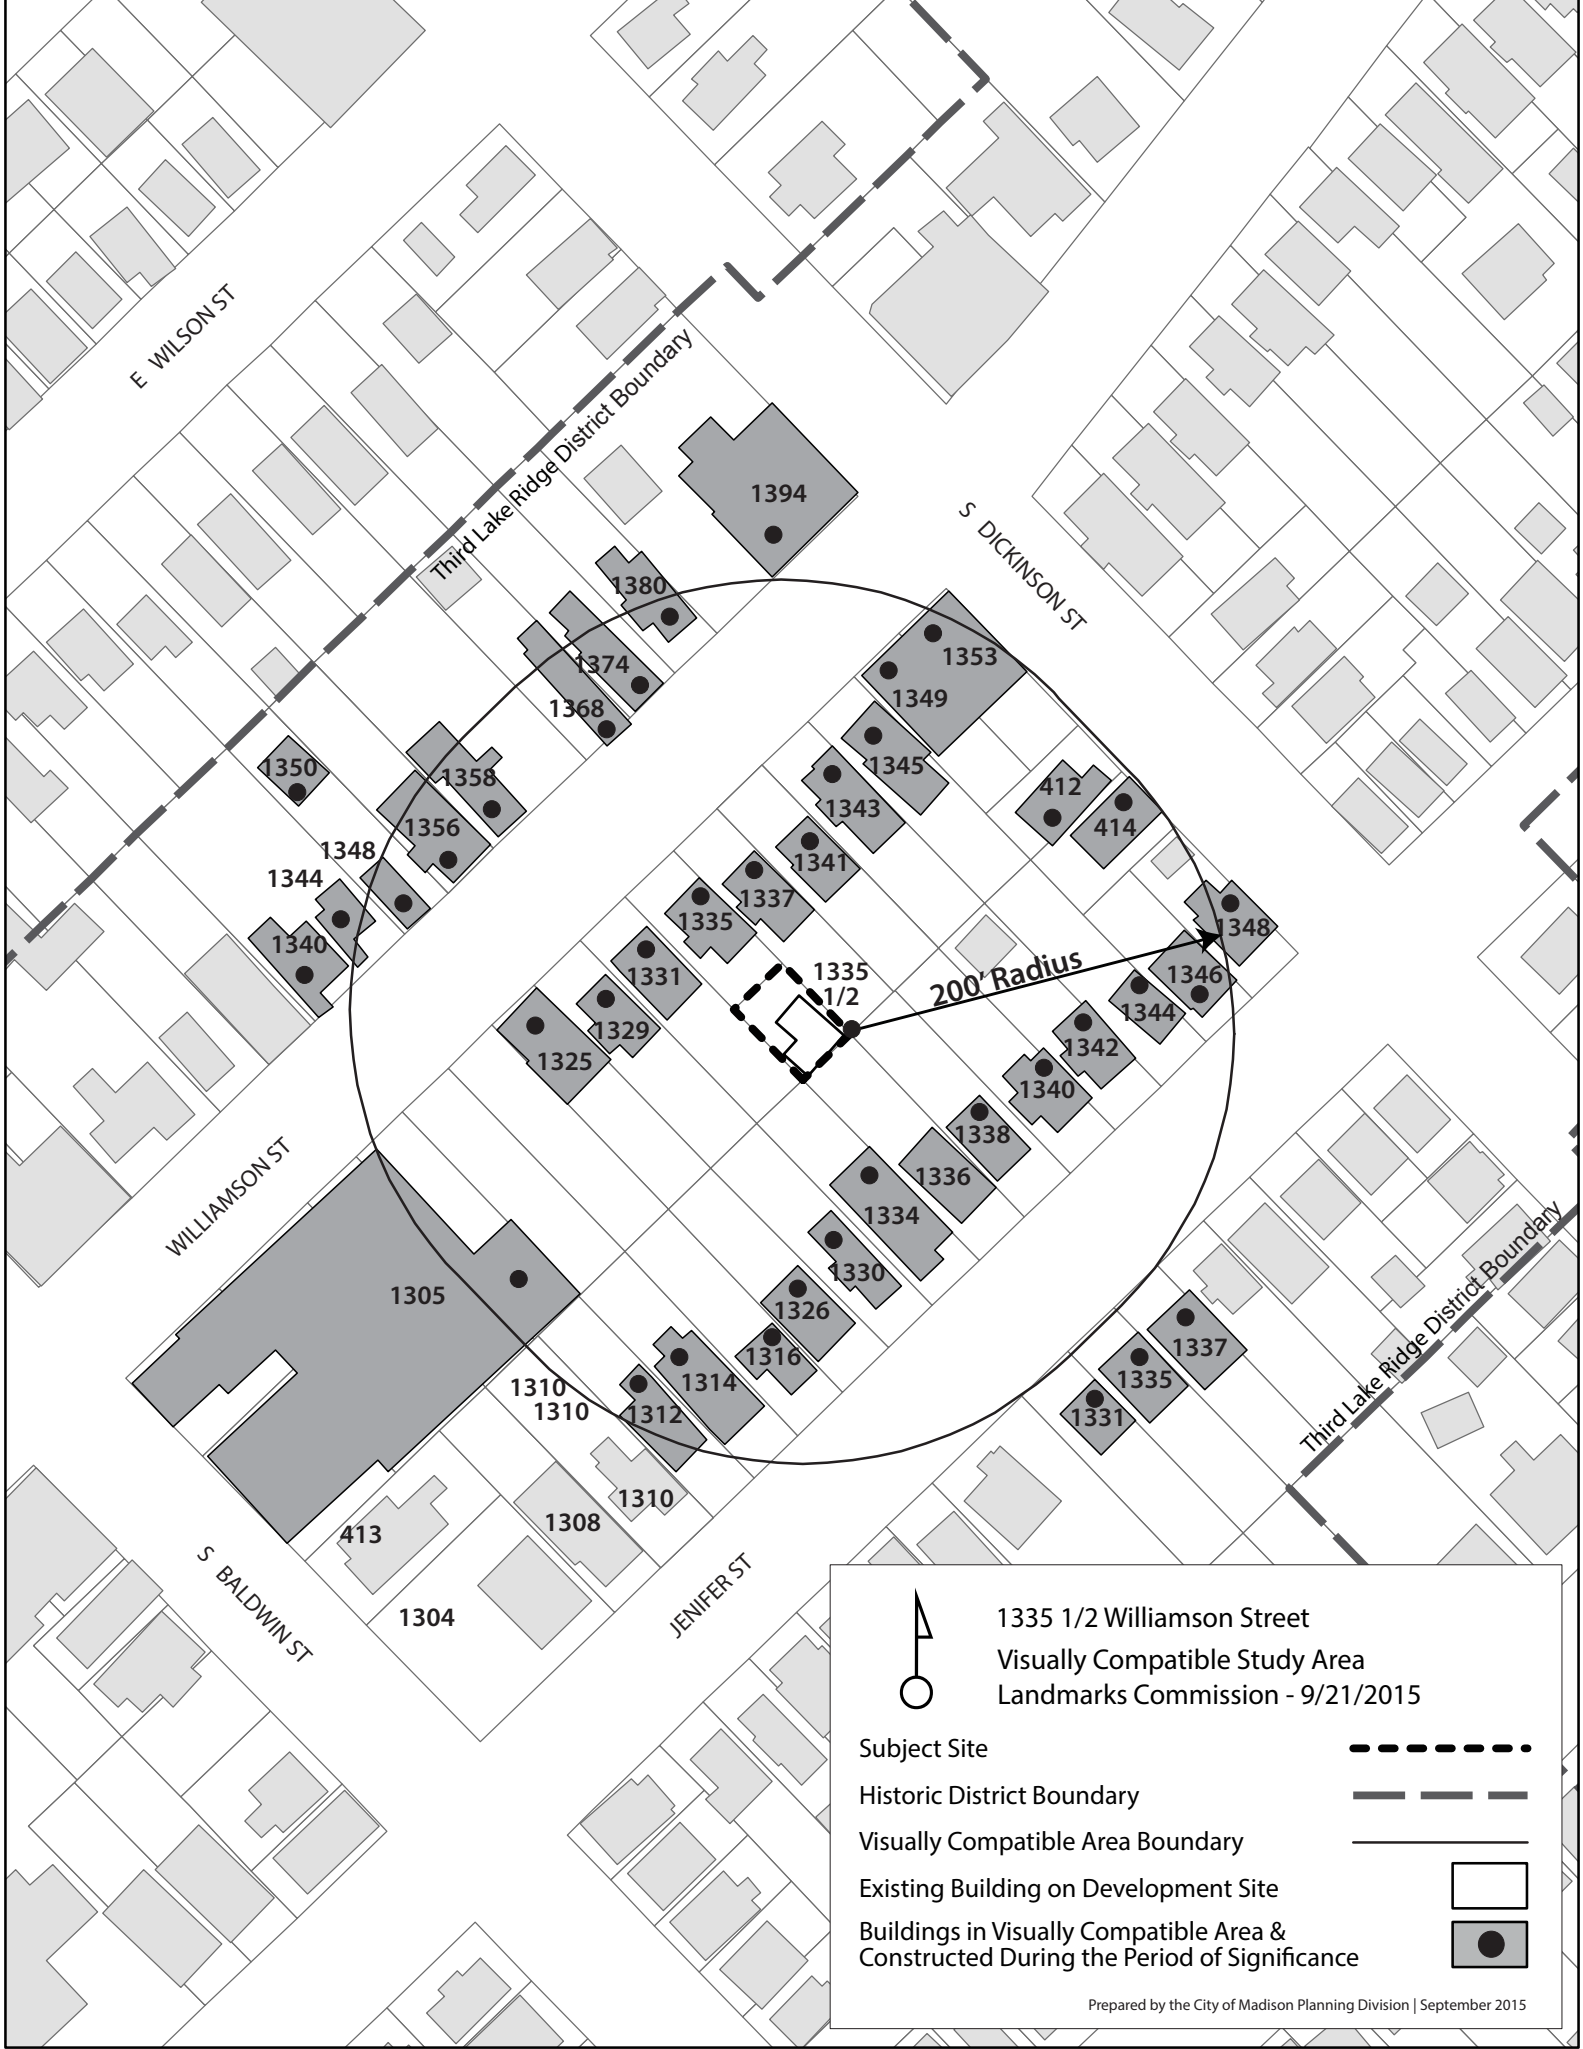 E WILSON ST
Third Lake Ridge District Boundary
1394
S DICKINSON ST
1380
1374
1368
1353
1349
1350
1358
1345
412
1343
414
1356
1348
1341
1344
1337
1335
1348
1340
1331
1335
1/2
200' Radius
1346
1344
1329
1325
1342
1340
1338
1336
WILLIAMSON ST
1334
1330
1305
1326
1316
1337
1335
1314
1310
1310
1312
1331
Third Lake Ridge District Boundary
1310
1308
413
S BALDWIN ST
1304
JENIFER ST
1335 1/2 Williamson Street
Visually Compatible Study Area
Landmarks Commission - 9/21/2015
Subject Site
Historic District Boundary
Visually Compatible Area Boundary
Existing Building on Development Site
Buildings in Visually Compatible Area &
Constructed During the Period of Significance
Prepared by the City of Madison Planning Division | September 2015